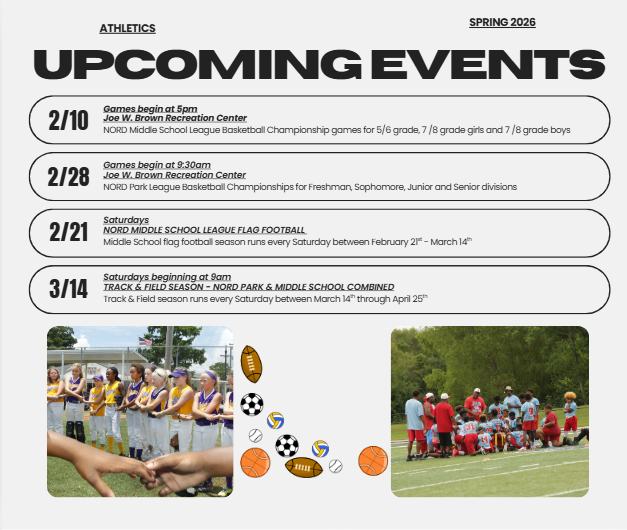 ATHLETICS
SPRING 2026
UPCOMING EVENTS
2/10
Games begin at 5pm
Joe W. Brown Recreation Center
NORD Middle School League Basketball Championship games for 5/6 grade, 7 /8 grade girls and 7 /8 grade boys
2/28
Games begin at 9:30am
Joe W. Brown Recreation Center
NORD Park League Basketball Championships for Freshman, Sophomore, Junior and Senior divisions
2/21
Saturdays
NORD MIDDLE SCHOOL LEAGUE FLAG FOOTBALL
Middle School flag football season runs every Saturday between February 21st - March 14th
3/14
Saturdays beginning at 9am
TRACK & FIELD SEASON - NORD PARK & MIDDLE SCHOOL COMBINED
Track & Field season runs every Saturday between March 14th through April 25th